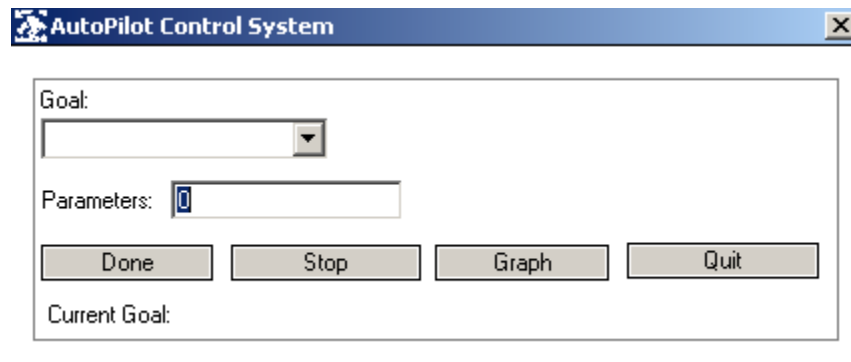 AutoPilot Control System
Goal:
Parameters: 0
Done Stop Graph Quit
Current Goal: